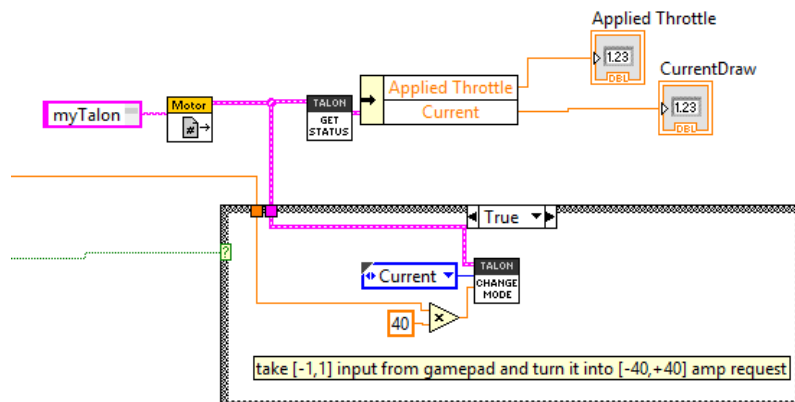 Applied Throttle
1.23
DBL
CurrentDraw
1.23
DBL
myTalon
Motor
#
TALON
GET
STATUS
Applied Throttle
Current
True
?
Current
TALON
CHANGE
MODE
40
x
take [-1,1] input from gamepad and turn it into [-40,+40] amp request